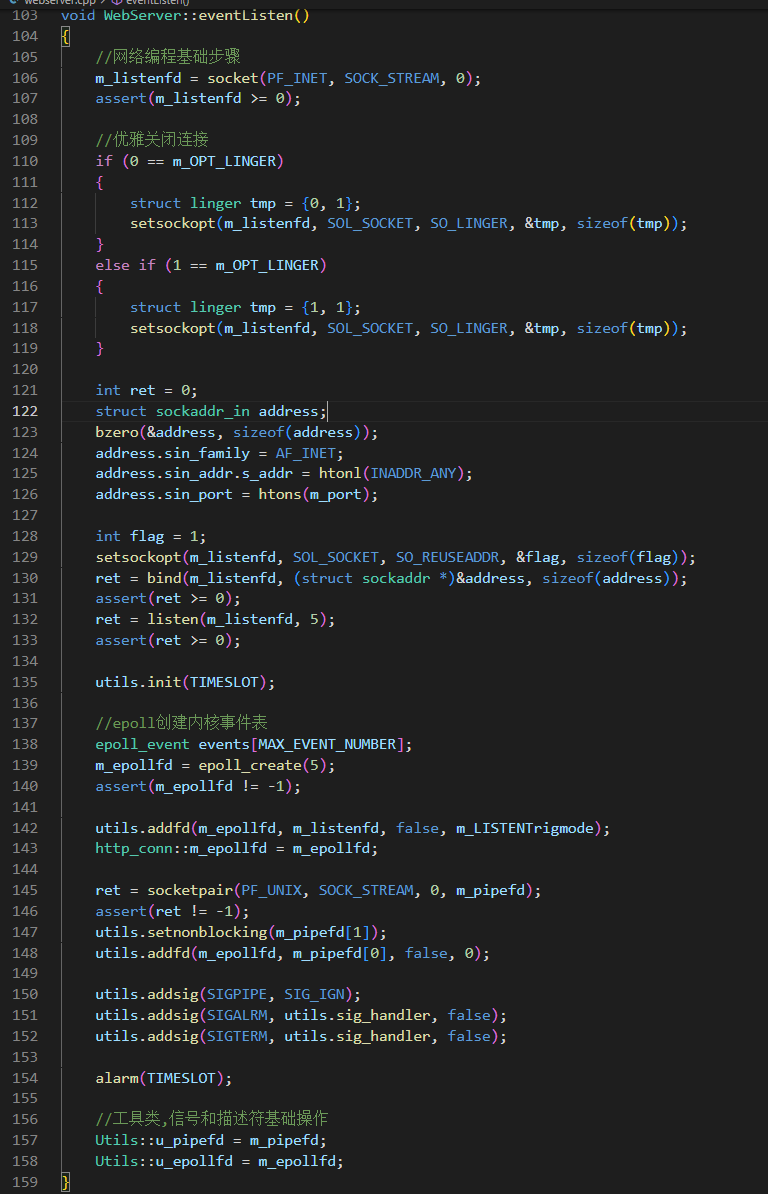 webserver.cpp > eventListen()
103 void WebServer::eventListen()
104 {
105     //网络编程基础步骤
106     m_listenfd = socket(PF_INET, SOCK_STREAM, 0);
107     assert(m_listenfd >= 0);
108
109     //优雅关闭连接
110     if (0 == m_OPT_LINGER)
111     {
112         struct linger tmp = {0, 1};
113         setsockopt(m_listenfd, SOL_SOCKET, SO_LINGER, &tmp, sizeof(tmp));
114     }
115     else if (1 == m_OPT_LINGER)
116     {
117         struct linger tmp = {1, 1};
118         setsockopt(m_listenfd, SOL_SOCKET, SO_LINGER, &tmp, sizeof(tmp));
119     }
120
121     int ret = 0;
122     struct sockaddr_in address;
123     bzero(&address, sizeof(address));
124     address.sin_family = AF_INET;
125     address.sin_addr.s_addr = htonl(INADDR_ANY);
126     address.sin_port = htons(m_port);
127
128     int flag = 1;
129     setsockopt(m_listenfd, SOL_SOCKET, SO_REUSEADDR, &flag, sizeof(flag));
130     ret = bind(m_listenfd, (struct sockaddr *)&address, sizeof(address));
131     assert(ret >= 0);
132     ret = listen(m_listenfd, 5);
133     assert(ret >= 0);
134
135     utils.init(TIMESLOT);
136
137     //epoll创建内核事件表
138     epoll_event events[MAX_EVENT_NUMBER];
139     m_epollfd = epoll_create(5);
140     assert(m_epollfd != -1);
141
142     utils.addfd(m_epollfd, m_listenfd, false, m_LISTENTrigmode);
143     http_conn::m_epollfd = m_epollfd;
144
145     ret = socketpair(PF_UNIX, SOCK_STREAM, 0, m_pipefd);
146     assert(ret != -1);
147     utils.setnonblocking(m_pipefd[1]);
148     utils.addfd(m_epollfd, m_pipefd[0], false, 0);
149
150     utils.addsig(SIGPIPE, SIG_IGN);
151     utils.addsig(SIGALRM, utils.sig_handler, false);
152     utils.addsig(SIGTERM, utils.sig_handler, false);
153
154     alarm(TIMESLOT);
155
156     //工具类,信号和描述符基础操作
157     Utils::u_pipefd = m_pipefd;
158     Utils::u_epollfd = m_epollfd;
159 }